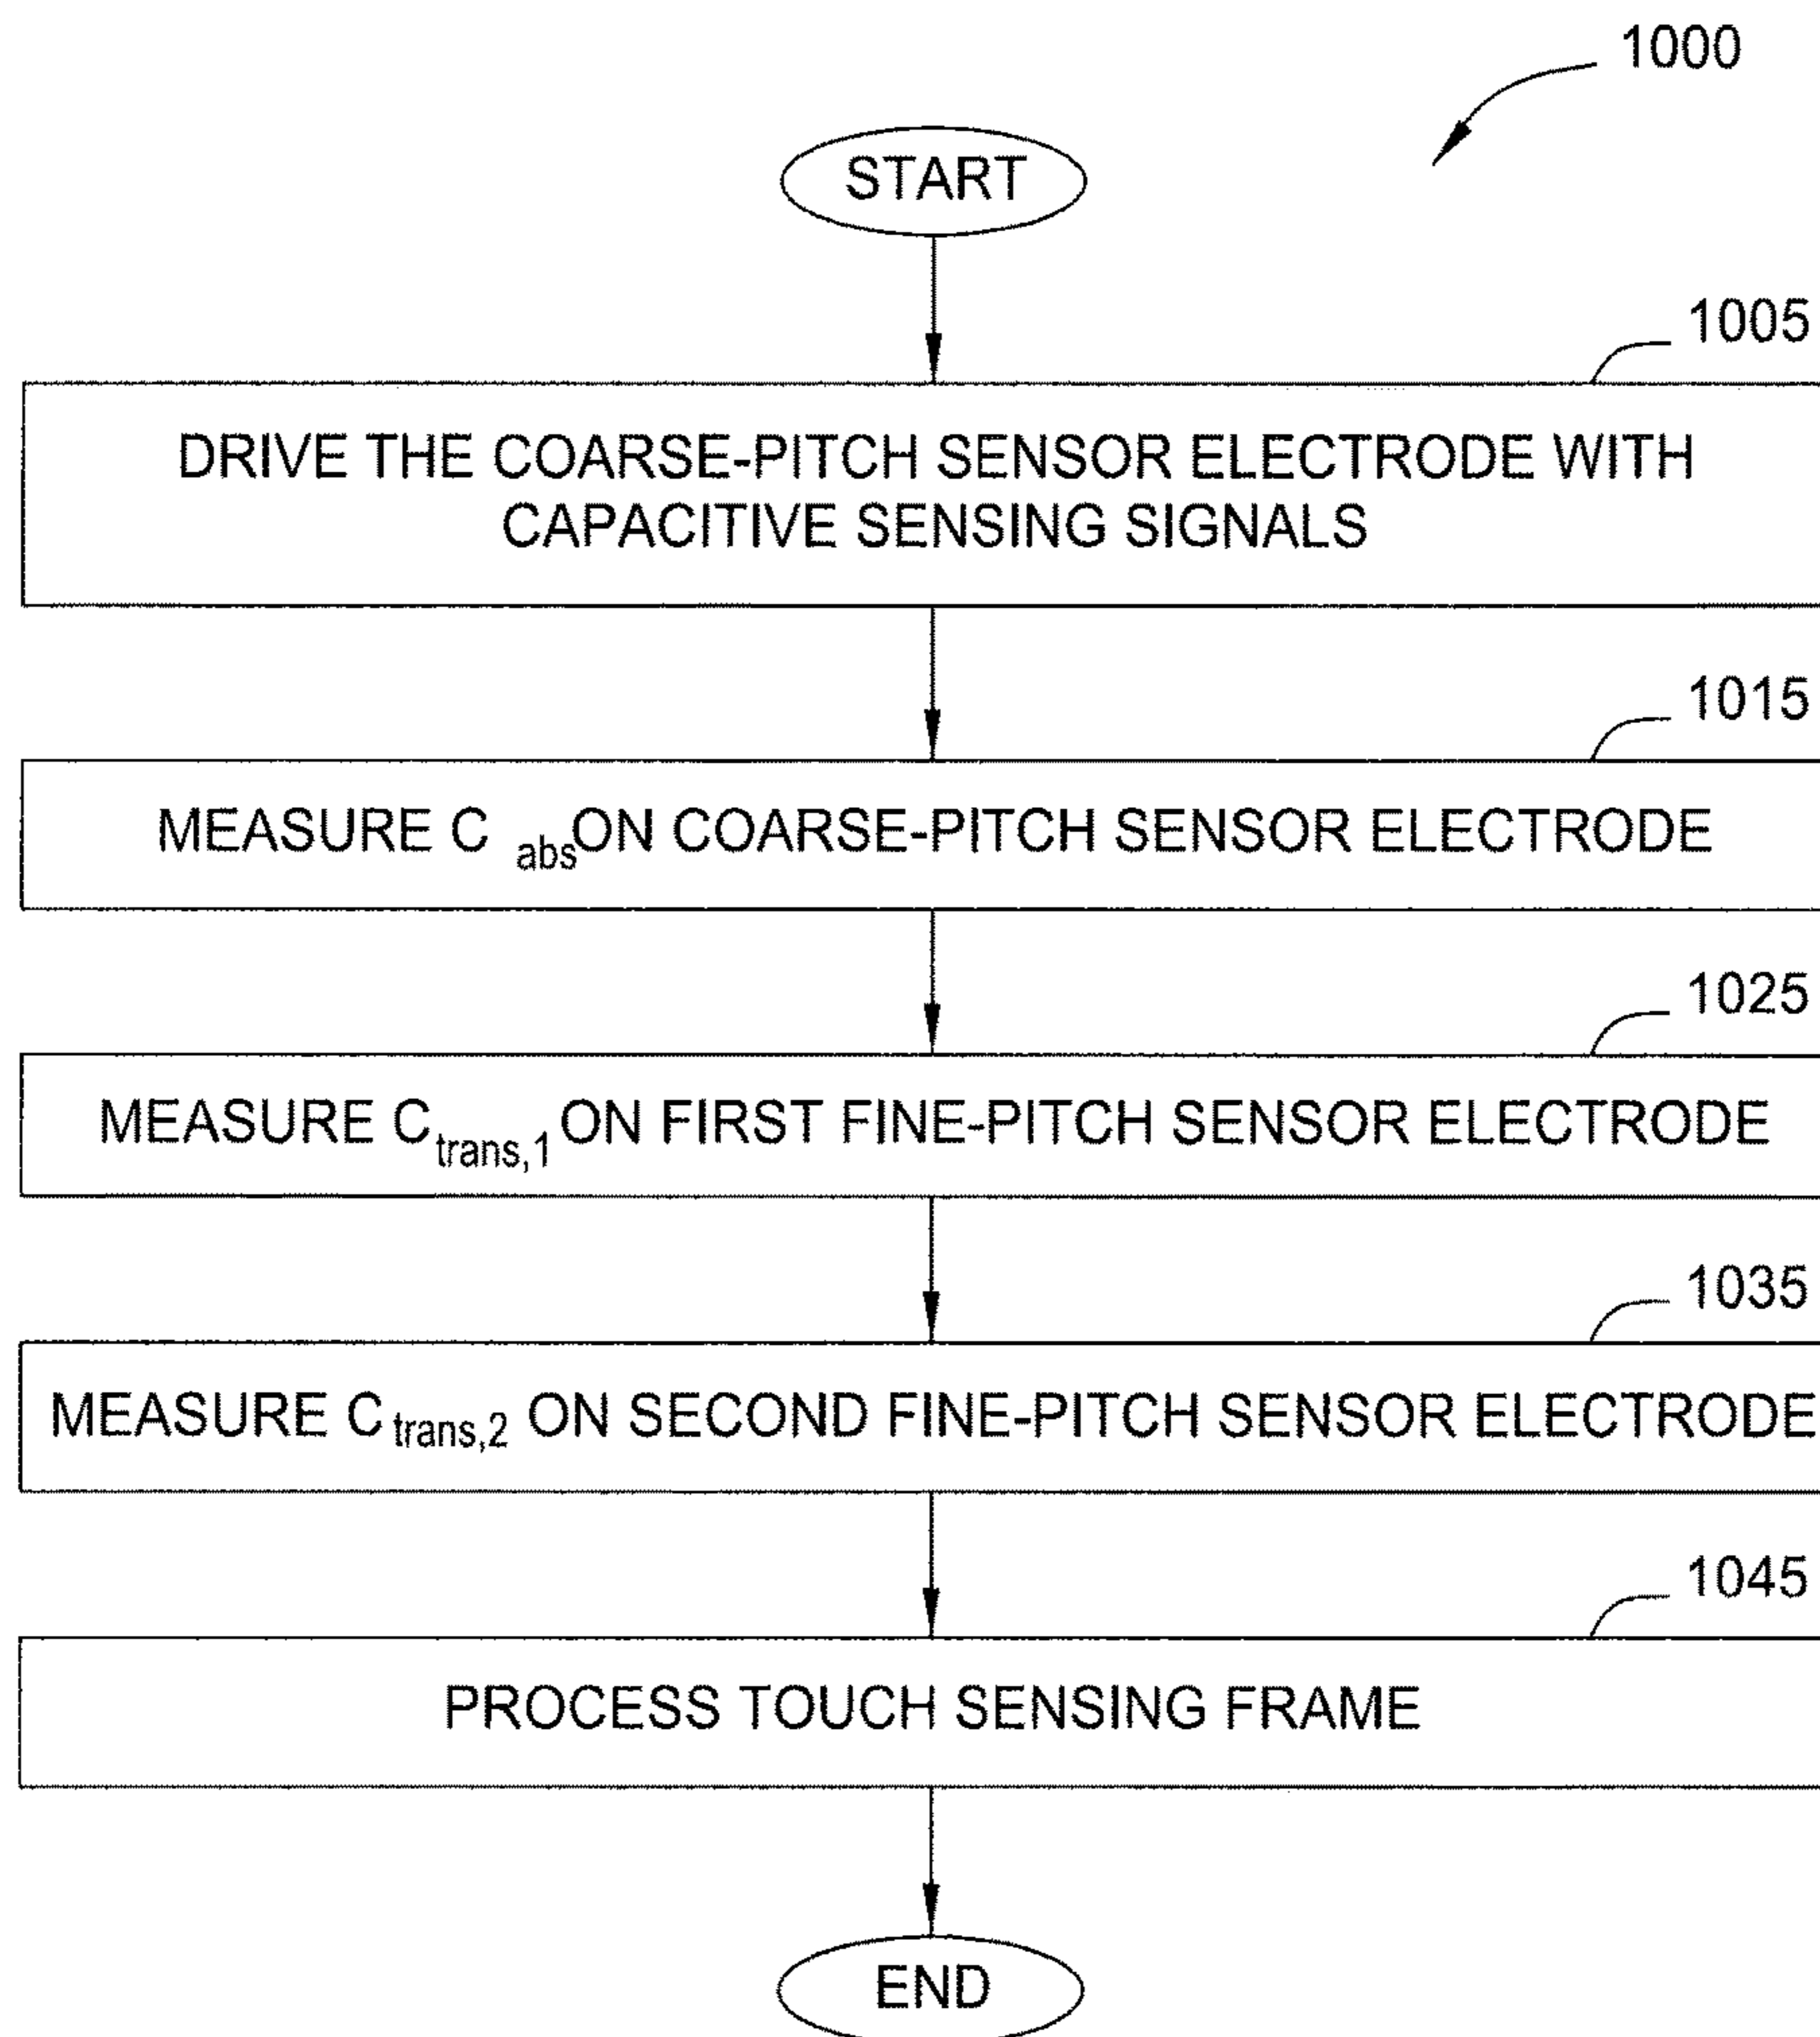 1000
START
1005
DRIVE THE COARSE-PITCH SENSOR ELECTRODE WITH
CAPACITIVE SENSING SIGNALS
1015
MEASURE C abs ON COARSE-PITCH SENSOR ELECTRODE
1025
MEASURE Ctrans,1 ON FIRST FINE-PITCH SENSOR ELECTRODE
1035
MEASURE Ctrans,2 ON SECOND FINE-PITCH SENSOR ELECTRODE
1045
PROCESS TOUCH SENSING FRAME
END